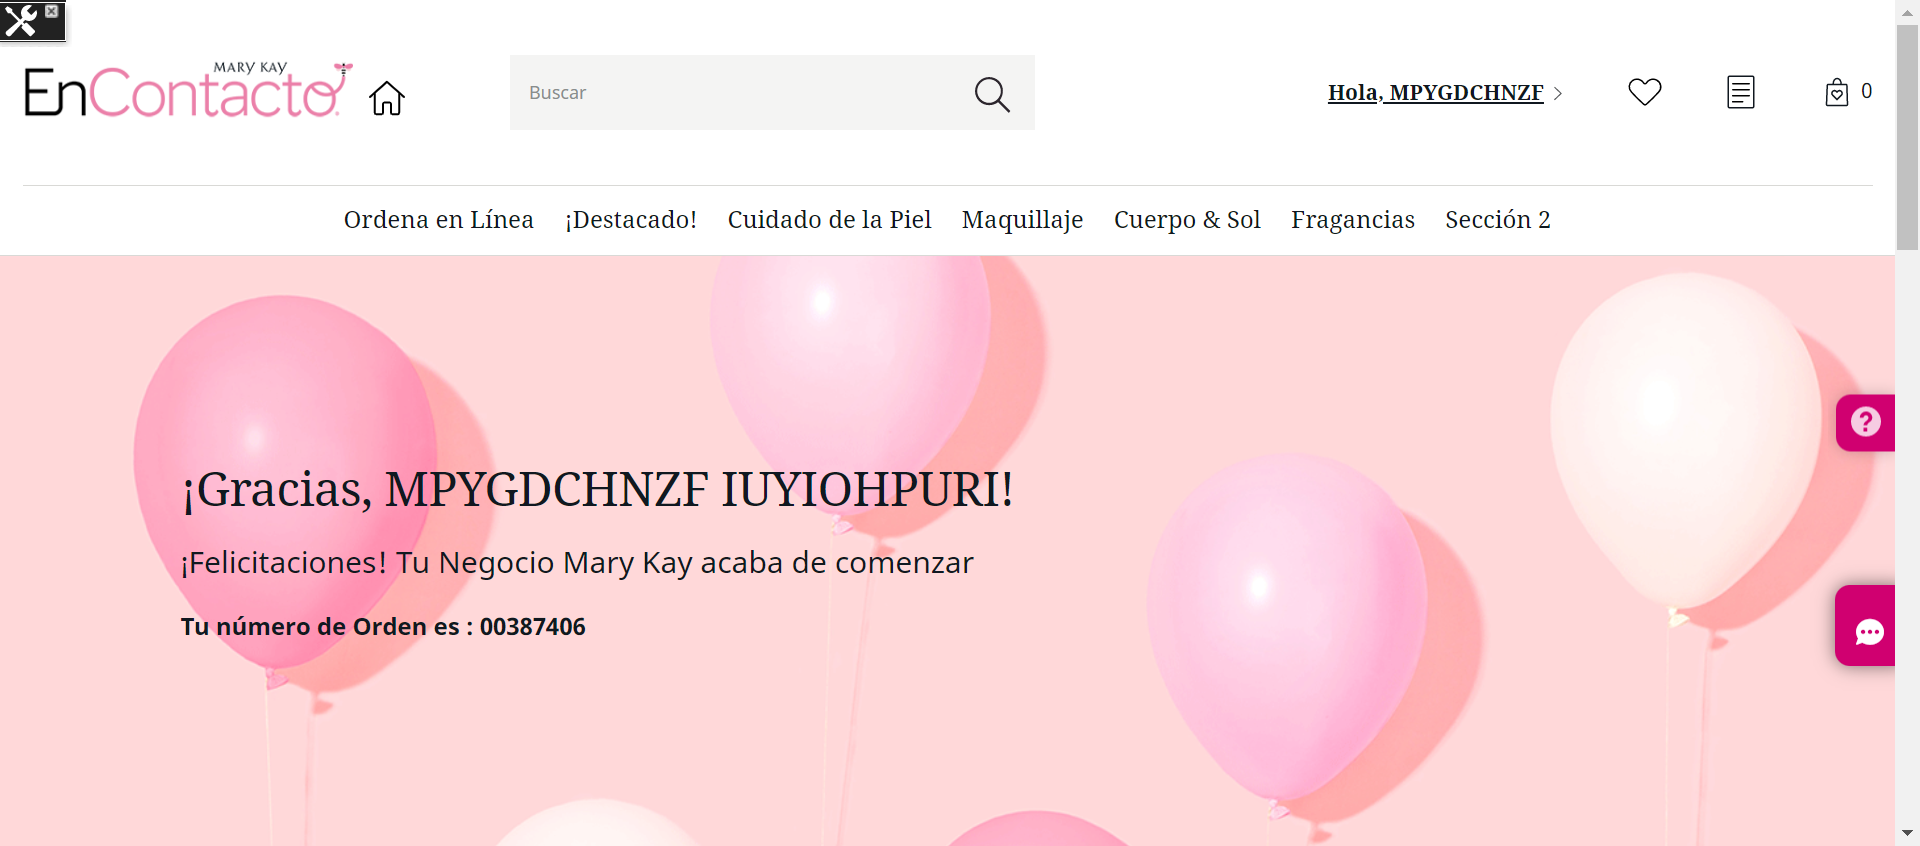 MARY KAY
EnContacto
Buscar
Hola, MPYGDCHNZF
0
Ordena en Línea
¡Destacado!
Cuidado de la Piel
Maquillaje
Cuerpo & Sol
Fragancias
Sección 2
¡Gracias, MPYGDCHNZF IUYIOHPURI!
¡Felicitaciones! Tu Negocio Mary Kay acaba de comenzar
Tu número de Orden es : 00387406